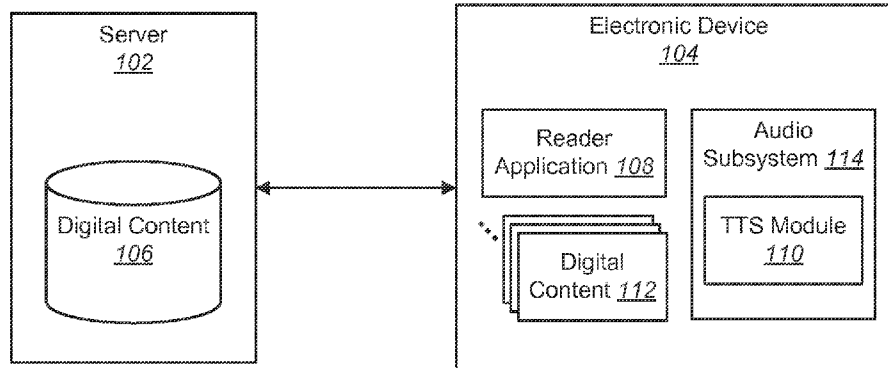 Server
102
Digital Content
106
Electronic Device
104
Reader
Application 108
Digital
Content 112
Audio
Subsystem 114
TTS Module
110